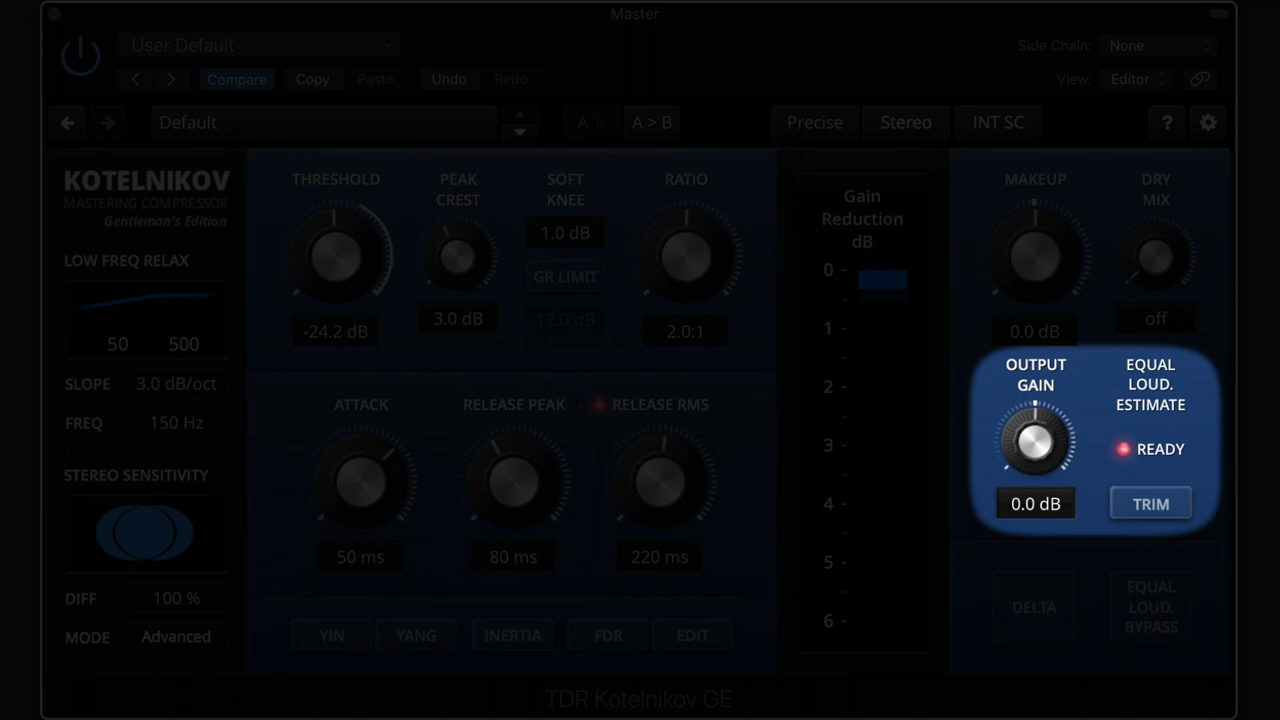 Master
User Default
Side Chain: None
Compare Copy Paste Undo Redo
View: Editor
Default
A B A > B
Precise Stereo INT SC
?
KOTELNIKOV
MASTERING COMPRESSOR
Gentleman's Edition
LOW FREQ RELAX
50 500
SLOPE 3.0 dB/oct
FREQ 150 Hz
STEREO SENSITIVITY
DIFF 100 %
MODE Advanced
THRESHOLD
-24.2 dB
PEAK
CREST
3.0 dB
SOFT
KNEE
1.0 dB
GR LIMIT
12.0 dB
RATIO
2.0:1
ATTACK
50 ms
RELEASE PEAK
80 ms
RELEASE RMS
220 ms
YIN YANG INERTIA FDR EDIT
Gain
Reduction
dB
0 -
1 -
2 -
3 -
4 -
5 -
6 -
MAKEUP
0.0 dB
DRY
MIX
off
OUTPUT
GAIN
0.0 dB
EQUAL
LOUD.
ESTIMATE
READY
TRIM
DELTA
EQUAL
LOUD.
BYPASS
TDR Kotelnikov GE